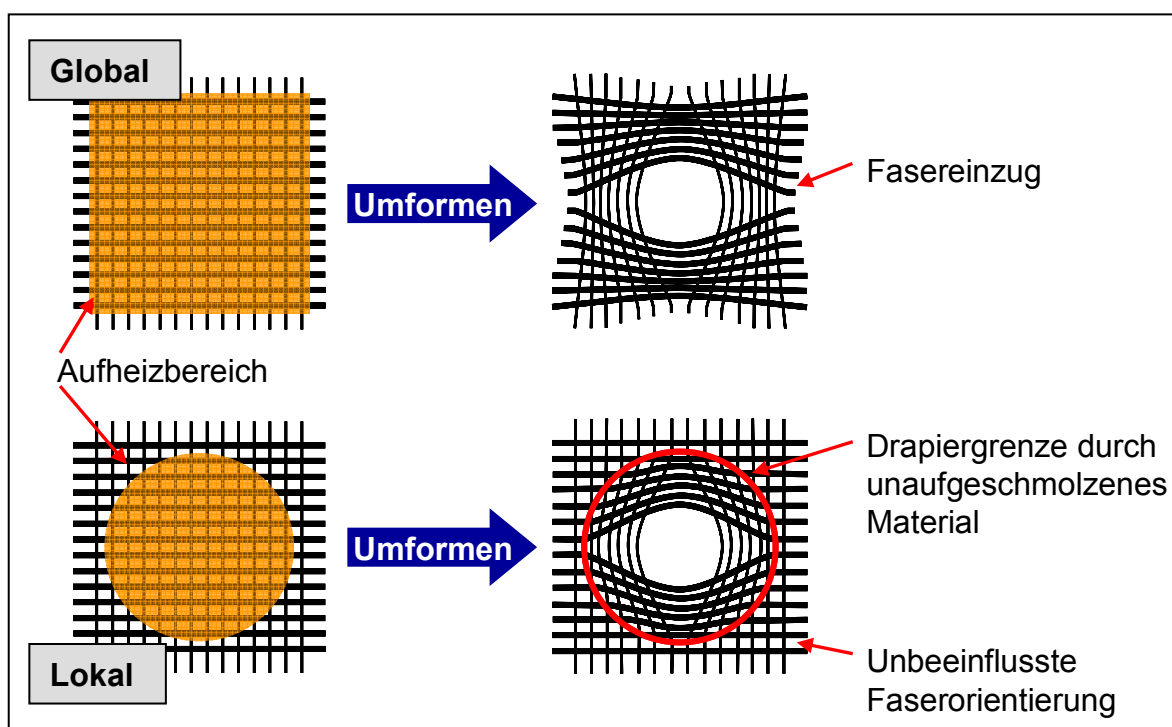 Global
Umformen
Fasereinzug
Aufheizbereich
Drapiergrenze durch
unaufgeschmolzenes
Material
Umformen
Lokal
Unbeeinflusste
Faserorientierung